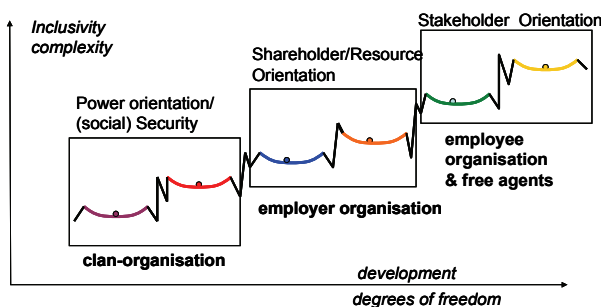 Inclusivity
complexity
Stakeholder Orientation
Shareholder/Resource
Orientation
Power orientation/
(social) Security
employee
organisation
& free agents
employer organisation
clan-organisation
development
degrees of freedom